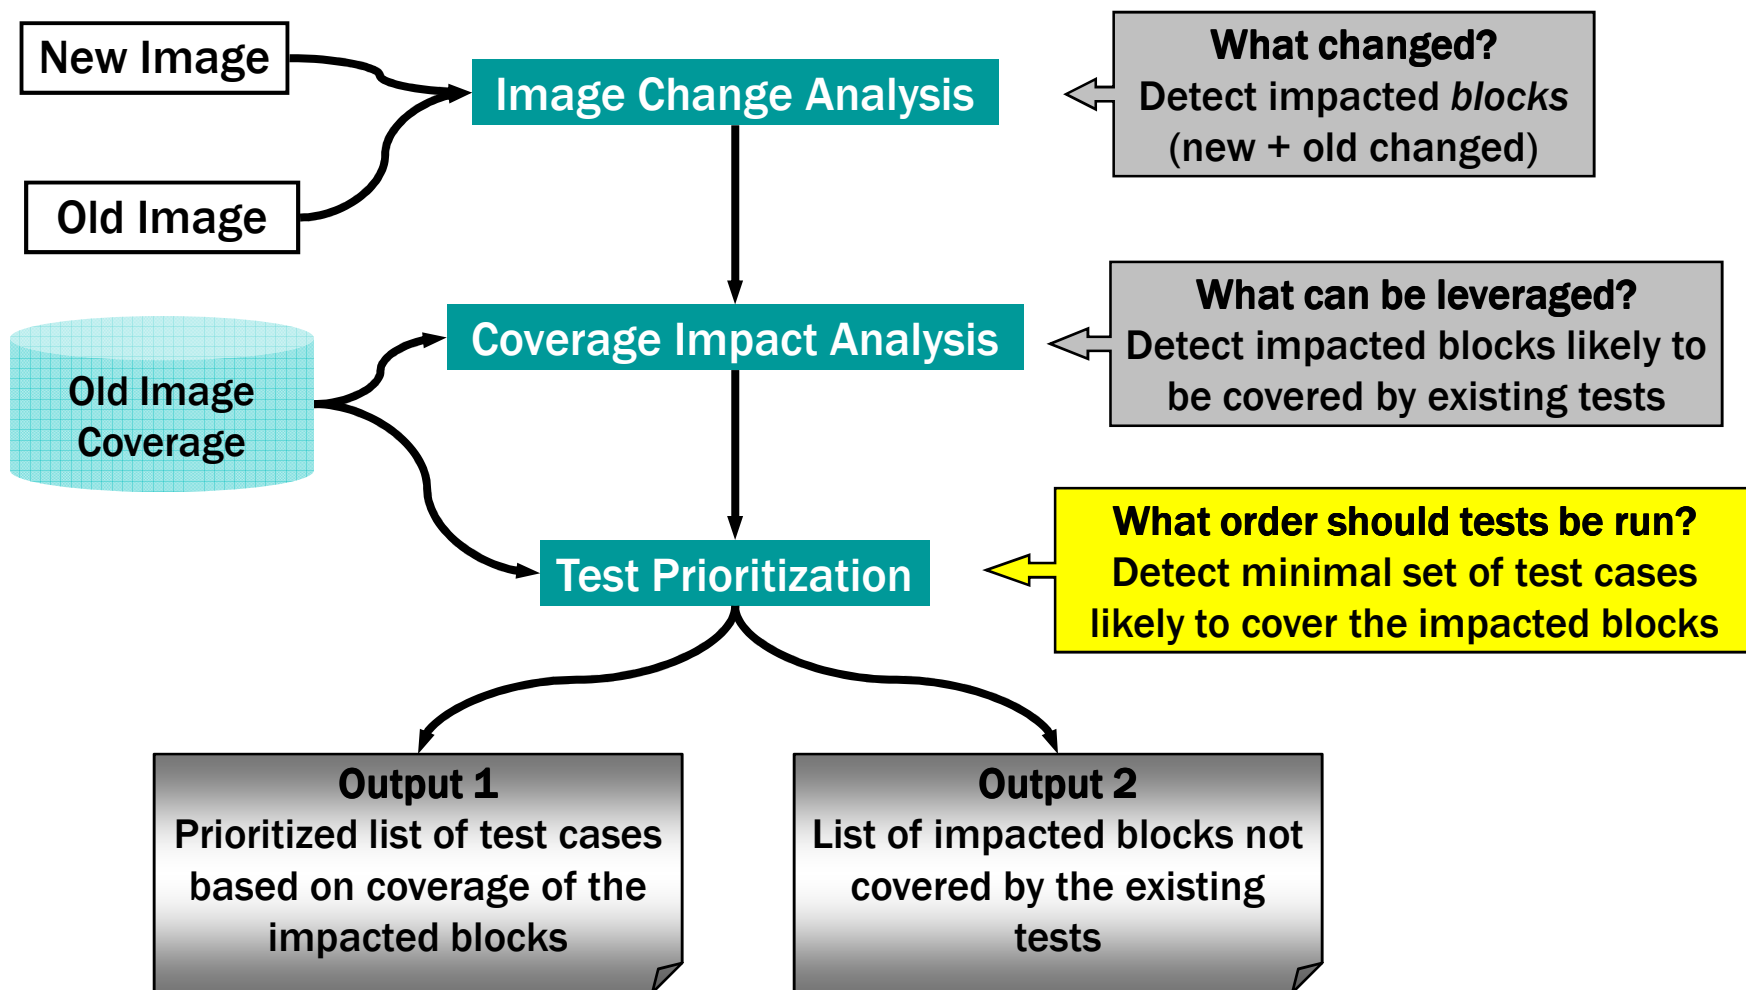 New Image
Image Change Analysis
What changed?
Detect impacted blocks
(new + old changed)
Old Image
Old Image
Coverage
Coverage Impact Analysis
What can be leveraged?
Detect impacted blocks likely to
be covered by existing tests
Test Prioritization
What order should tests be run?
Detect minimal set of test cases
likely to cover the impacted blocks
Output 1
Prioritized list of test cases
based on coverage of the
impacted blocks
Output 2
List of impacted blocks not
covered by the existing
tests